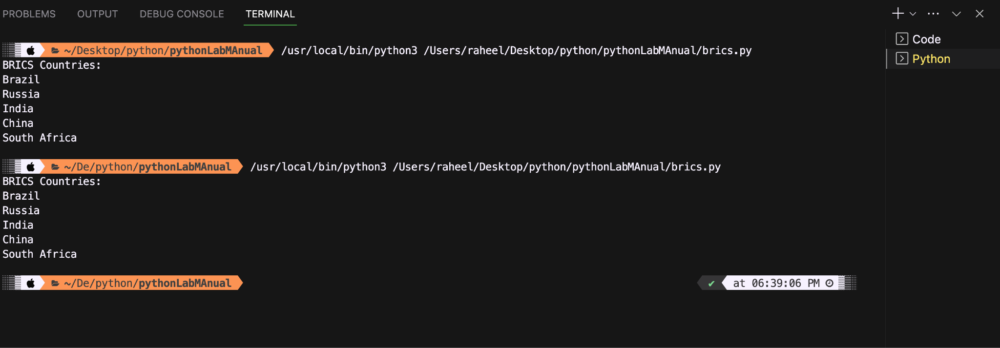 PROBLEMS OUTPUT DEBUG CONSOLE TERMINAL
Code
Python
~/Desktop/python/pythonLabMAnual /usr/local/bin/python3 /Users/raheel/Desktop/python/pythonLabMAnual/brics.py
BRICS Countries:
Brazil
Russia
India
China
South Africa
~/De/python/pythonLabMAnual /usr/local/bin/python3 /Users/raheel/Desktop/python/pythonLabMAnual/brics.py
BRICS Countries:
Brazil
Russia
India
China
South Africa
~/De/python/pythonLabMAnual ✔ at 06:39:06 PM